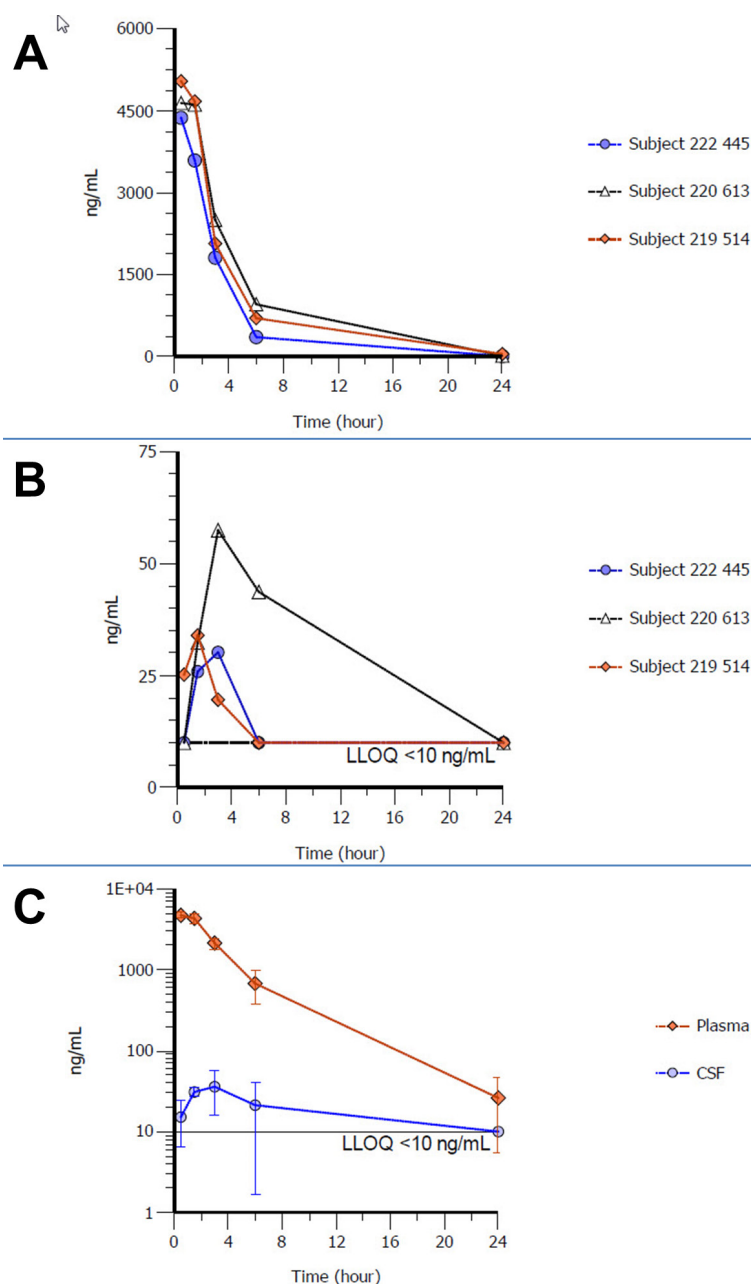 A
6000
4500
3000
1500
0
ng/mL
0 4 8 12 16 20 24
Time (hour)
Subject 222 445
Subject 220 613
Subject 219 514
B
75
50
25
0
ng/mL
LLOQ <10 ng/mL
0 4 8 12 16 20 24
Time (hour)
Subject 222 445
Subject 220 613
Subject 219 514
C
1E+04
1000
100
10
1
ng/mL
LLOQ <10 ng/mL
0 4 8 12 16 20 24
Time (hour)
Plasma
CSF